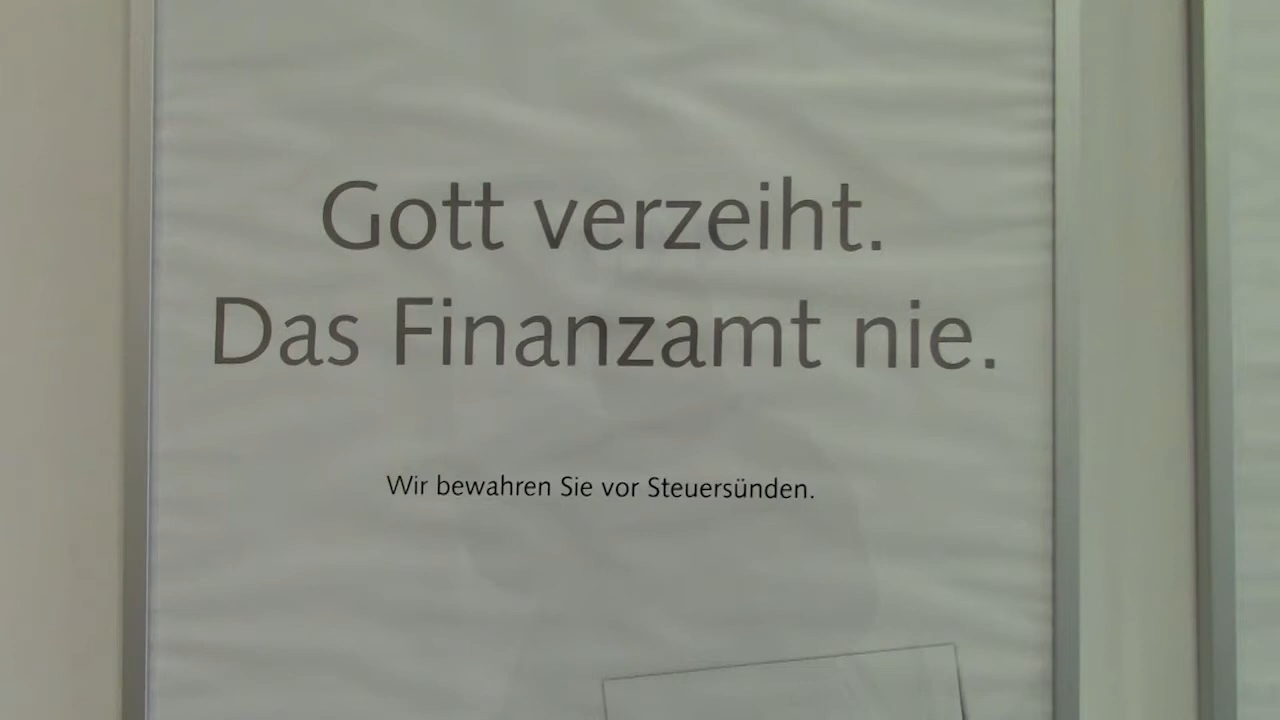 Gott verzeiht.
Das Finanzamt nie.
Wir bewahren Sie vor Steuersünden.